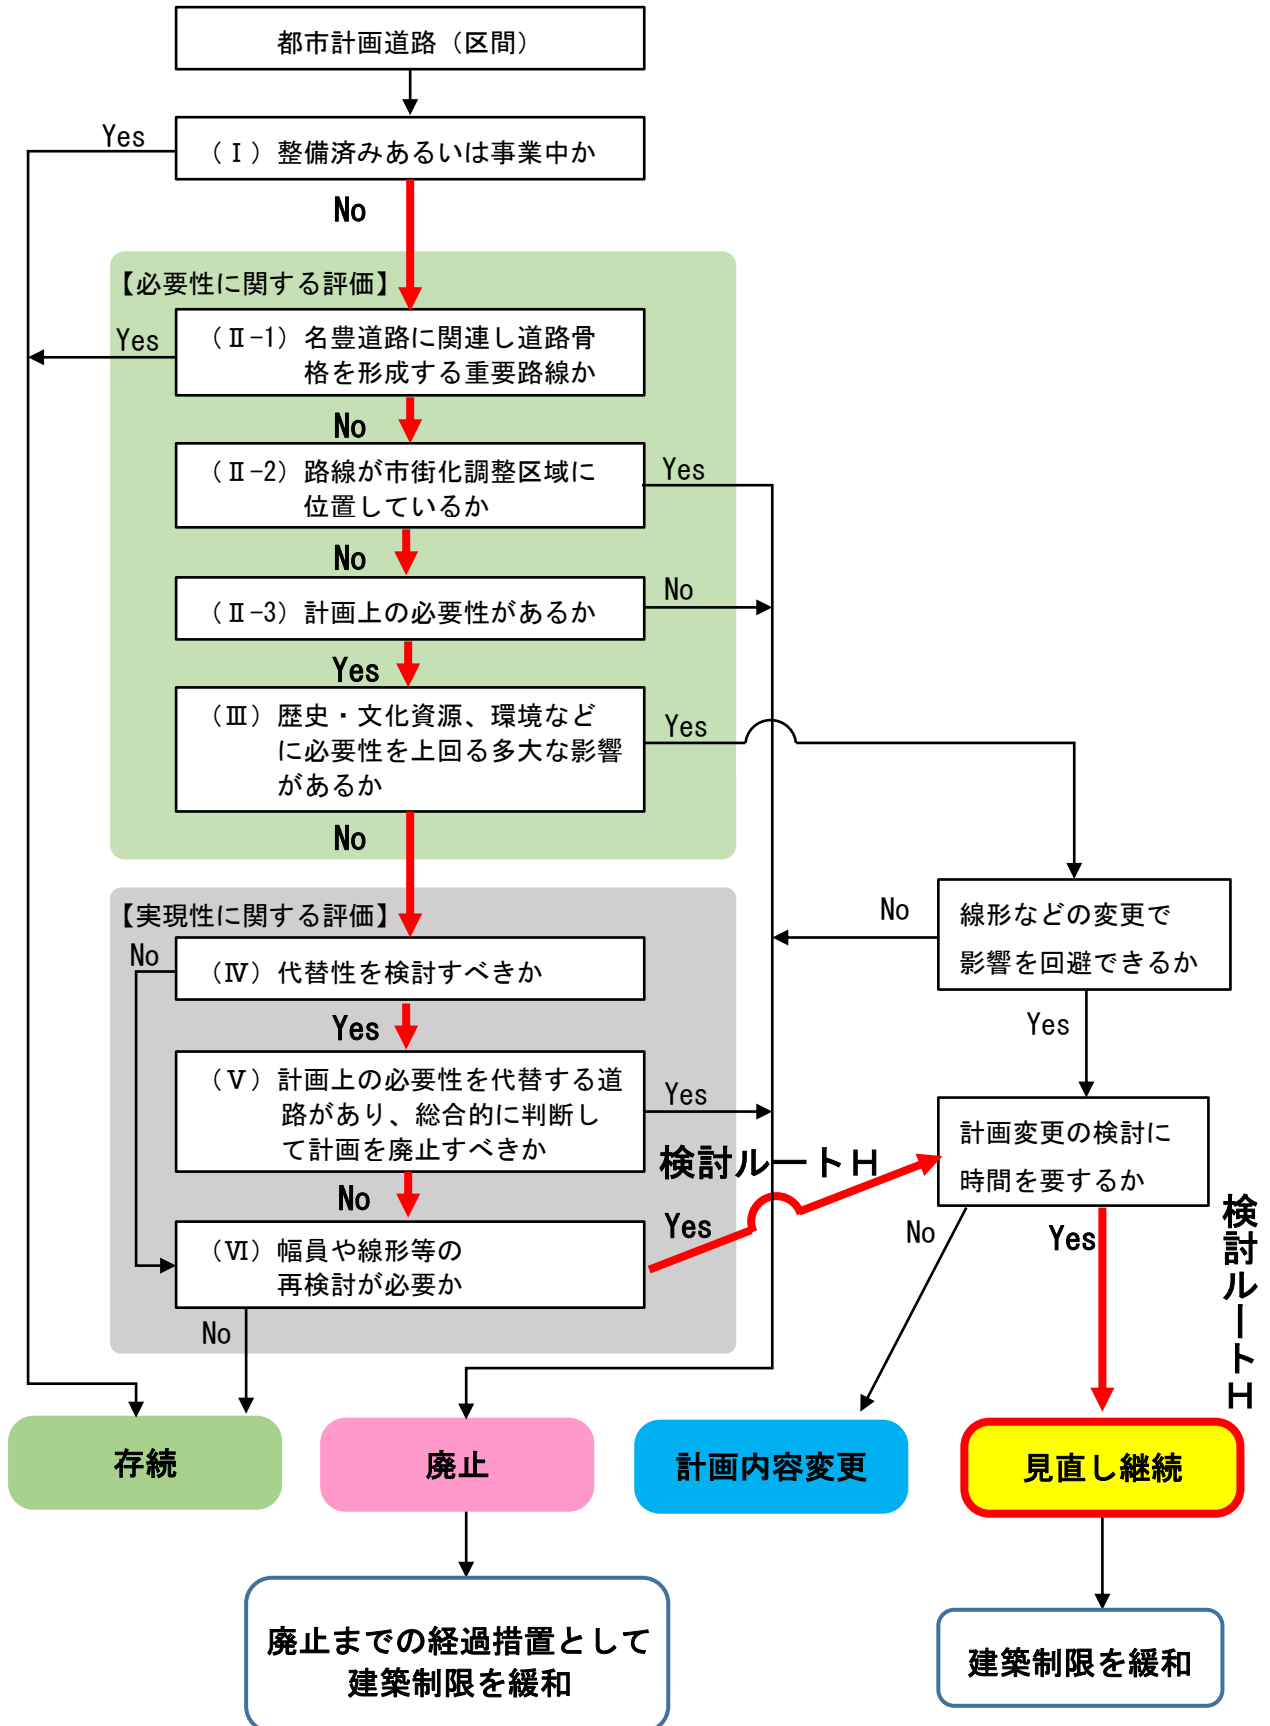 都市計画道路（区間）
Yes
（Ⅰ）整備済みあるいは事業中か
No
【必要性に関する評価】
Yes
（Ⅱ-1）名豊道路に関連し道路骨
格を形成する重要路線か
No
（Ⅱ-2）路線が市街化調整区域に
位置しているか
Yes
No
（Ⅱ-3）計画上の必要性があるか
No
Yes
（Ⅲ）歴史・文化資源、環境など
に必要性を上回る多大な影響
があるか
Yes
No
【実現性に関する評価】
No
（Ⅳ）代替性を検討すべきか
No
線形などの変更で
影響を回避できるか
Yes
Yes
（Ⅴ）計画上の必要性を代替する道
路があり、総合的に判断し
て計画を廃止すべきか
Yes
検討ルートH
計画変更の検討に
時間を要するか
No
（Ⅵ）幅員や線形等の
再検討が必要か
Yes
No
Yes
検討ルートH
No
存続
廃止
計画内容変更
見直し継続
廃止までの経過措置として
建築制限を緩和
建築制限を緩和